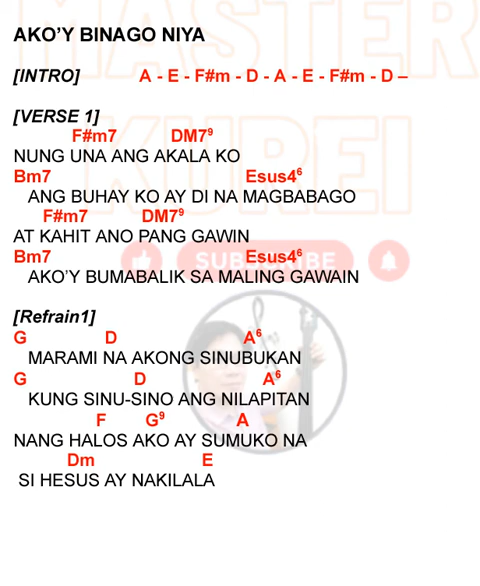 MASTER
KUREI
AKO'Y BINAGO NIYA
[INTRO] A - E - F#m - D - A - E - F#m - D –
[VERSE 1]
F#m7 DM7⁹
NUNG UNA ANG AKALA KO
Bm7 Esus4⁶
ANG BUHAY KO AY DI NA MAGBABAGO
F#m7 DM7⁹
AT KAHIT ANO PANG GAWIN
Bm7 Esus4⁶
SUBSCRIBE
AKO'Y BUMABALIK SA MALING GAWAIN
[Refrain1]
G D A⁶
MARAMI NA AKONG SINUBUKAN
G D A⁶
KUNG SINU-SINO ANG NILAPITAN
F G⁹ A
NANG HALOS AKO AY SUMUKO NA
Dm E
SI HESUS AY NAKILALA